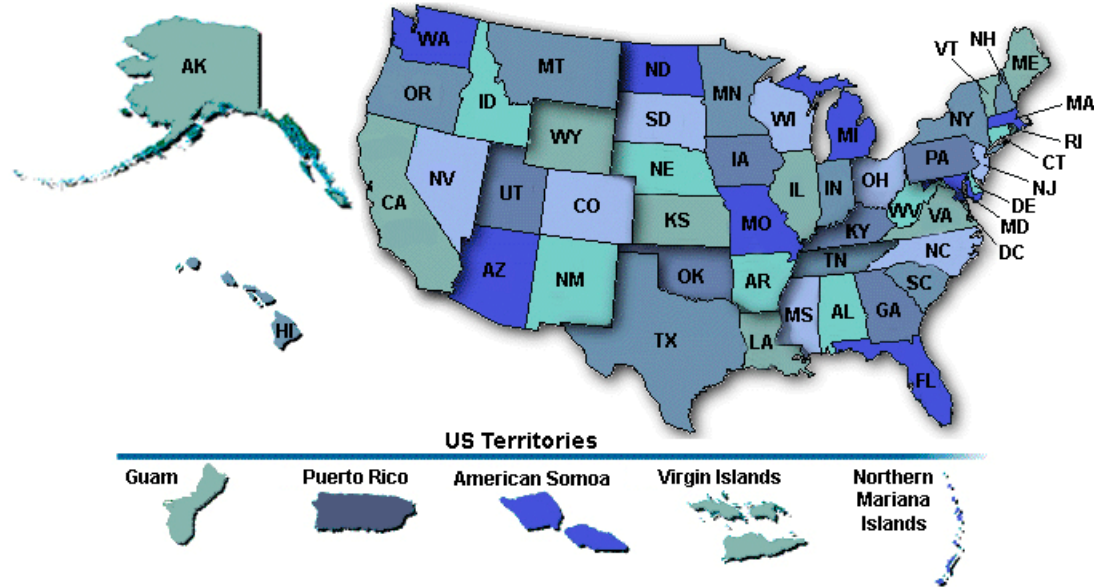 AK
WA
MT
ND
MN
OR
ID
WY
SD
WI
MI
VT
NH
ME
NY
MA
RI
CT
NJ
DE
MD
DC
PA
NV
UT
CO
NE
IA
IL
IN
OH
CA
KS
MO
WV
VA
KY
AZ
NM
OK
AR
TN
NC
SC
TX
LA
MS
AL
GA
FL
HI
US Territories
Guam
Puerto Rico
American Somoa
Virgin Islands
Northern
Mariana
Islands